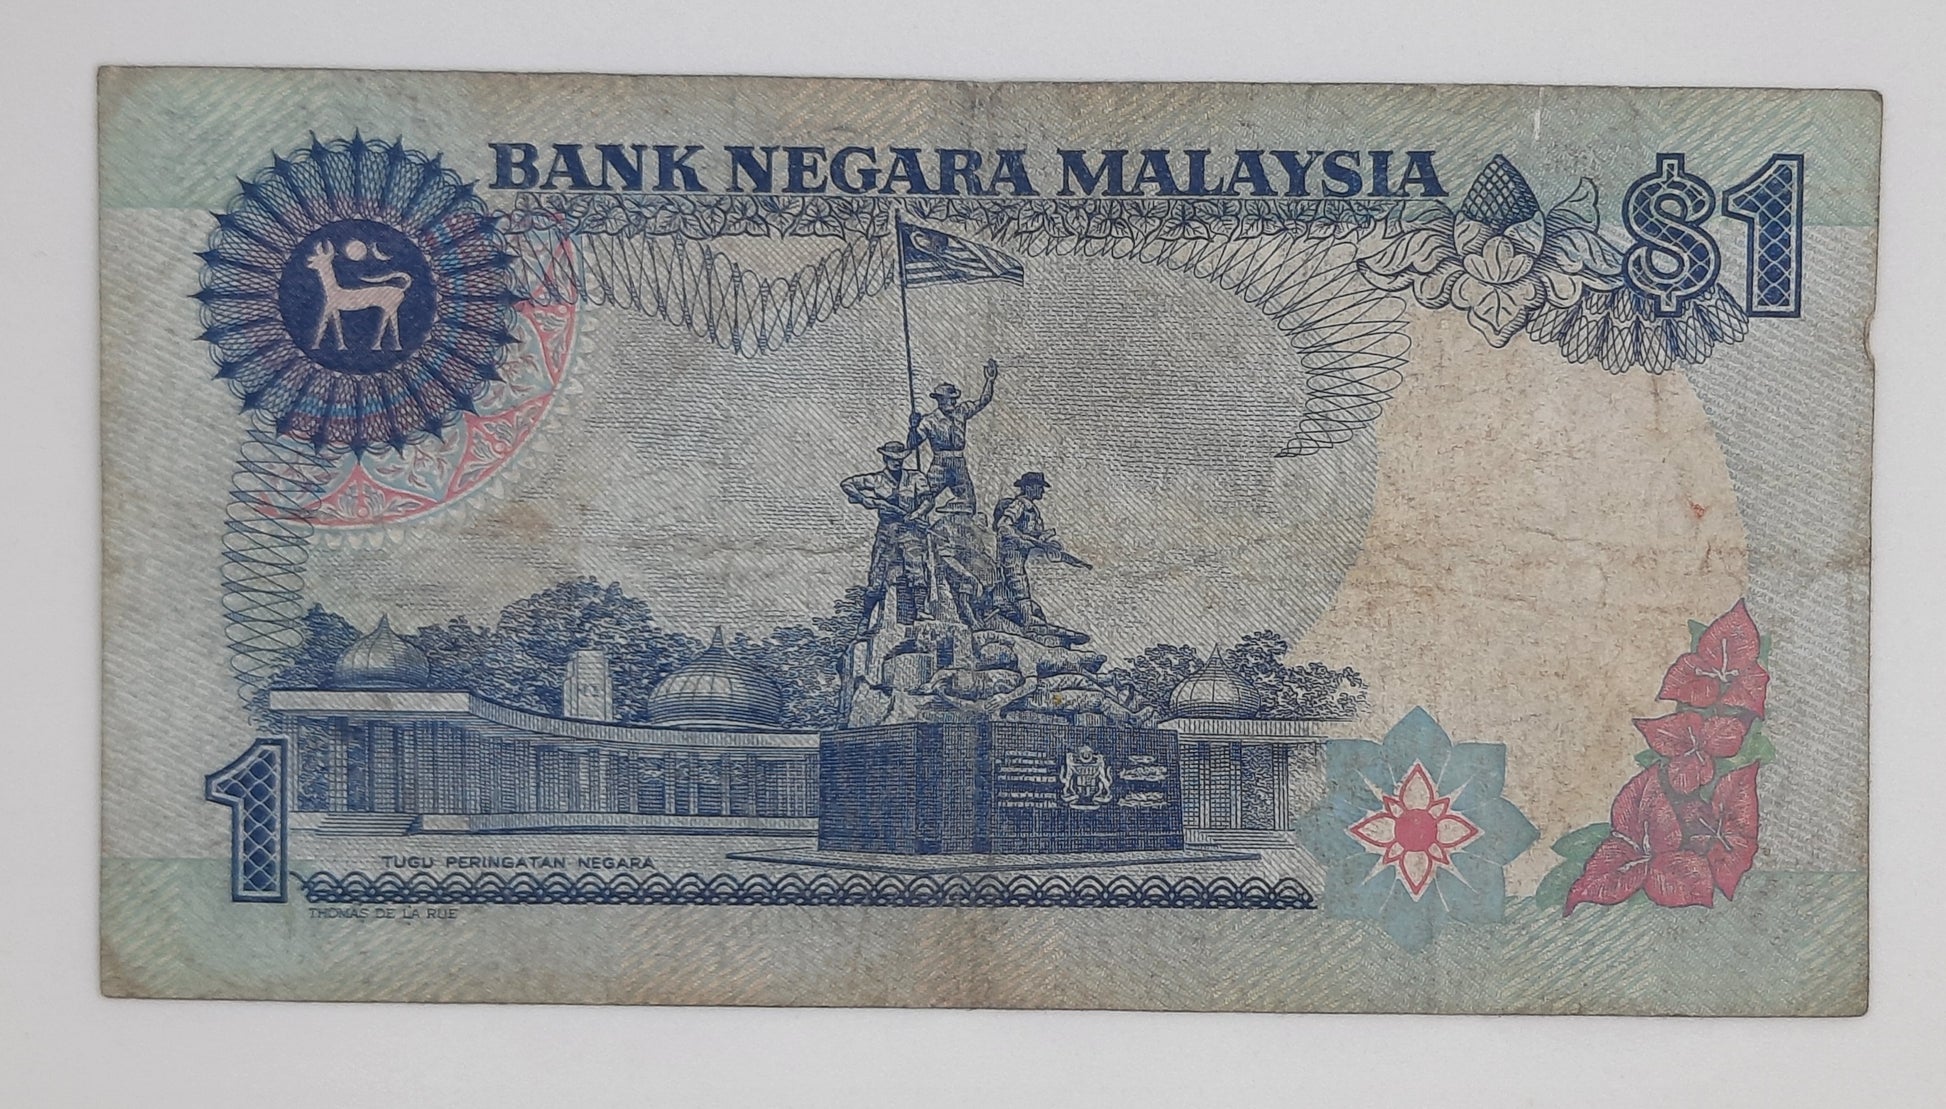 BANK NEGARA MALAYSIA
$1
1
TUGU PERINGATAN NEGARA
THOMAS DE LA RUE